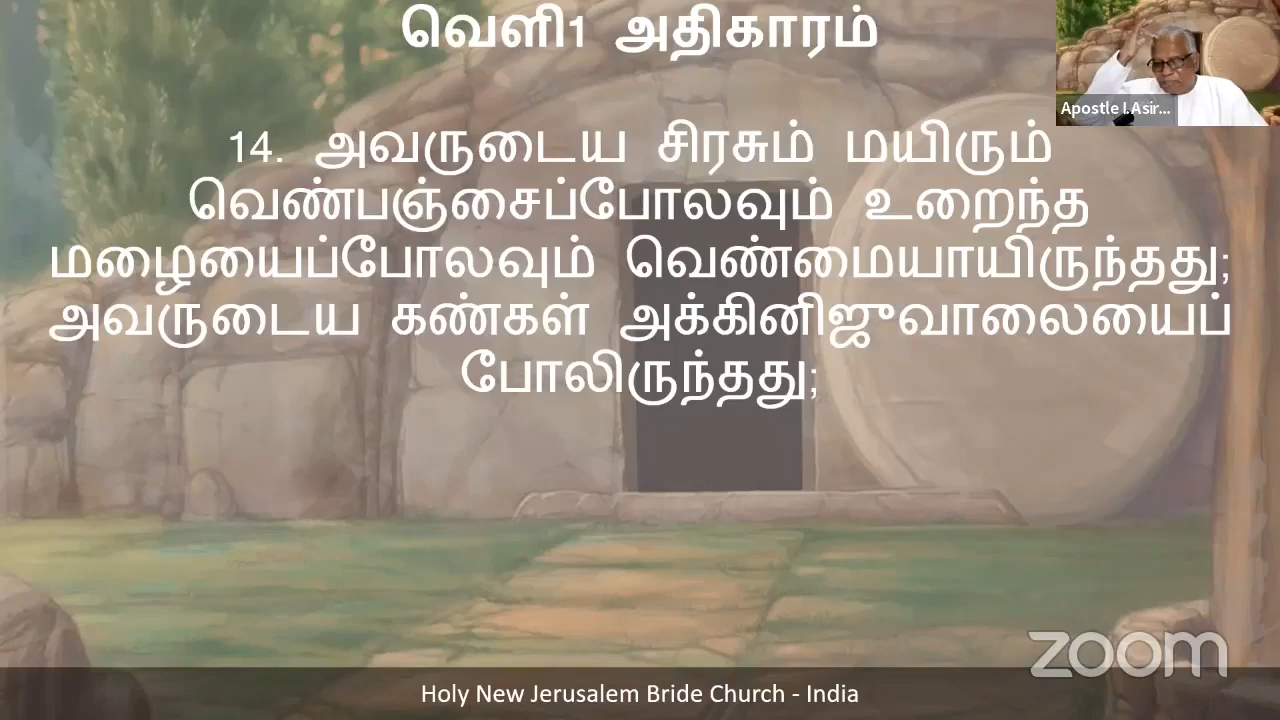 வெளி1 அதிகாரம்
Apostle I.Asir...
14. அவருடைய சிரசும் மயிரும்
வெண்பஞ்சைப்போலவும் உறைந்த
மழையைப்போலவும் வெண்மையாயிருந்தது;
அவருடைய கண்கள் அக்கினிஜுவாலையைப்
போலிருந்தது;
zoom
Holy New Jerusalem Bride Church - India